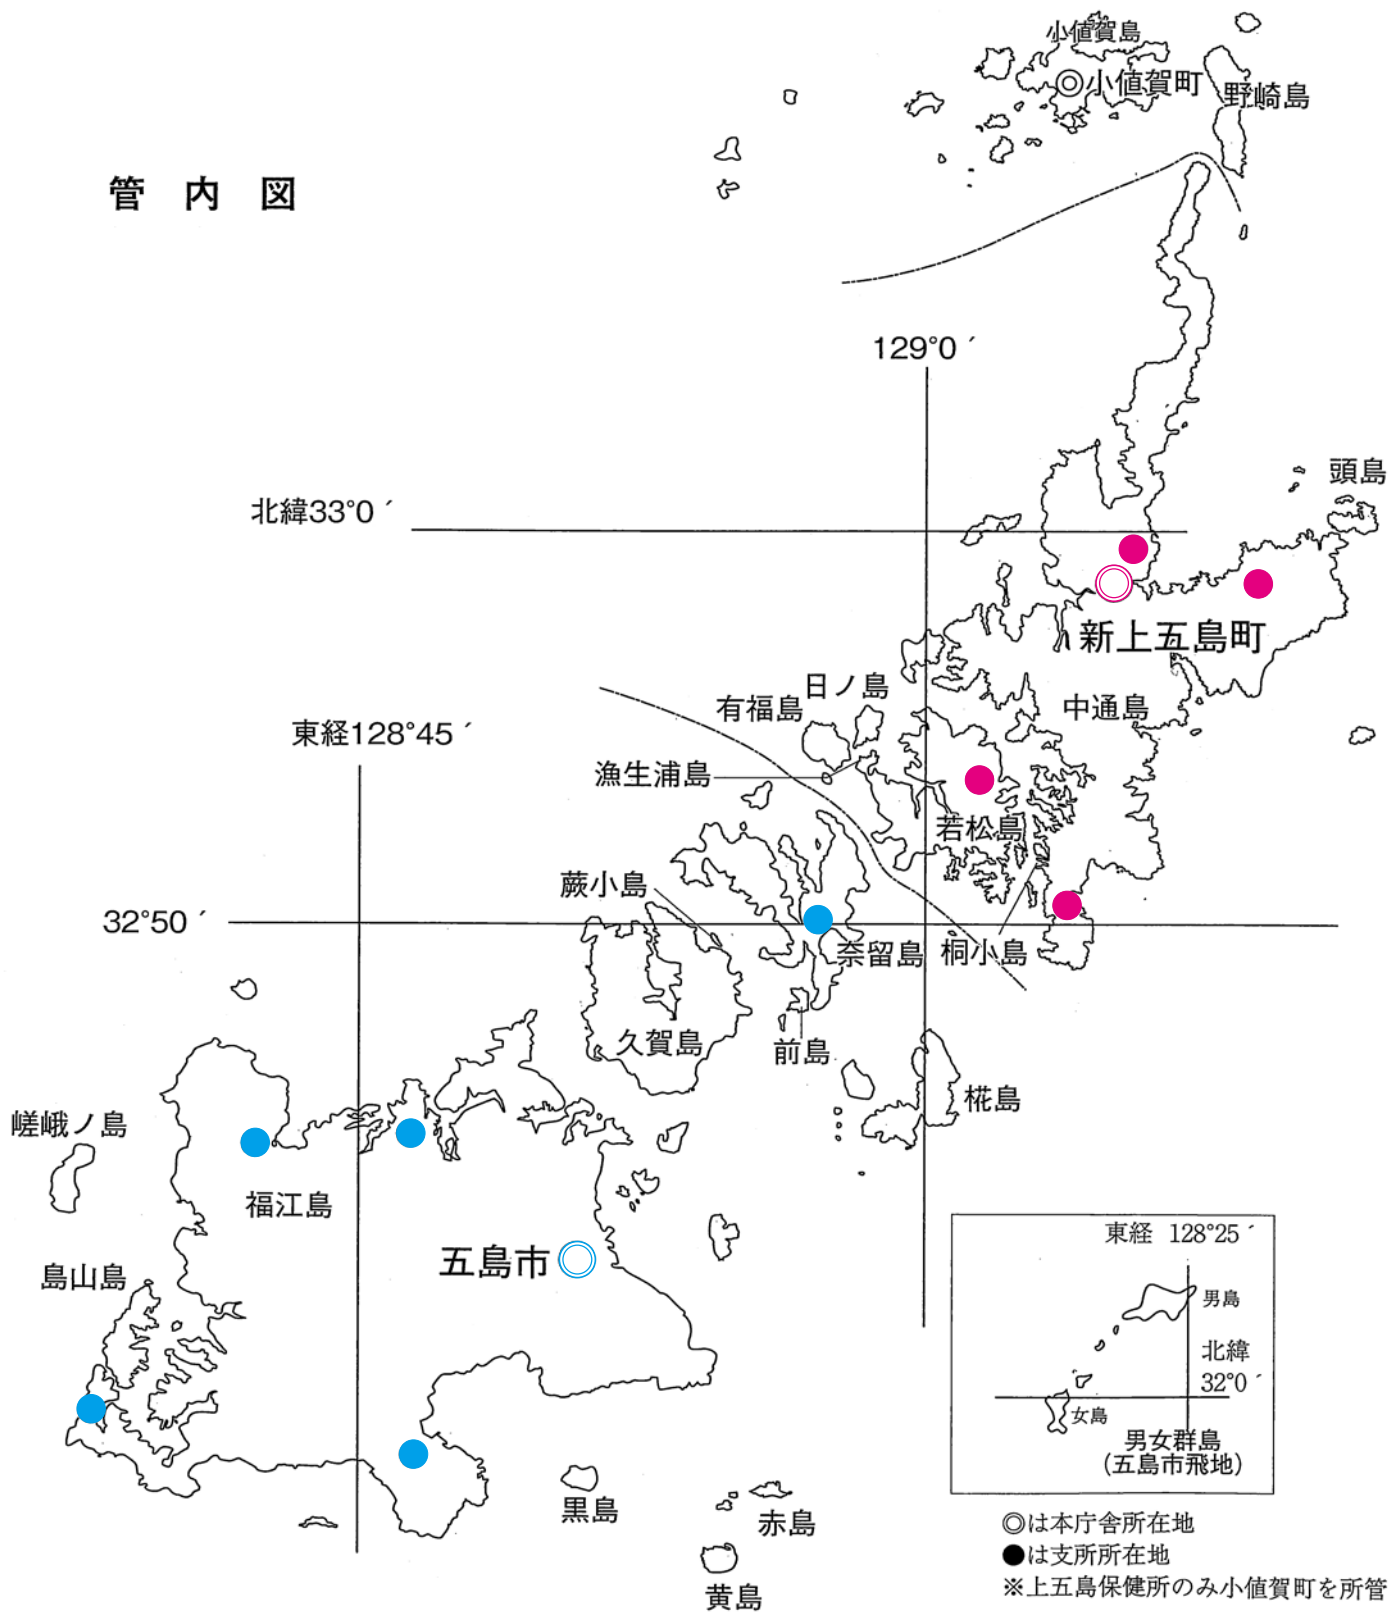 小値賀島
◎小値賀町
野崎島
管内図
129°0′
頭島
北緯33°0′
新上五島町
日ノ島
有福島
中通島
東経128°45′
漁生浦島
若松島
蕨小島
32°50′
奈留島
桐小島
久賀島
前島
椛島
嵯峨ノ島
福江島
五島市
島山島
東経 128°25′
男島
北緯
32°0′
女島
男女群島
(五島市飛地)
黒島
赤島
黄島
◎は本庁舎所在地
●は支所所在地
※上五島保健所のみ小値賀町を所管